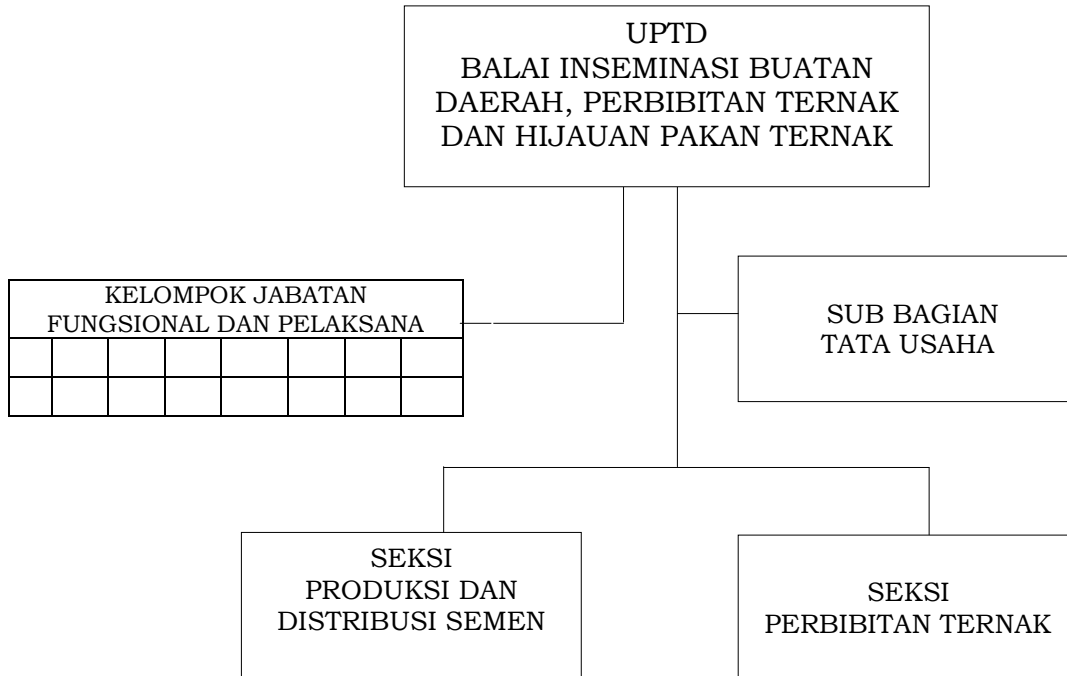 UPTD
BALAI INSEMINASI BUATAN
DAERAH, PERBIBITAN TERNAK
DAN HIJAUAN PAKAN TERNAK
KELOMPOK JABATAN
FUNGSIONAL DAN PELAKSANA
SUB BAGIAN
TATA USAHA
SEKSI
PRODUKSI DAN
DISTRIBUSI SEMEN
SEKSI
PERBIBITAN TERNAK